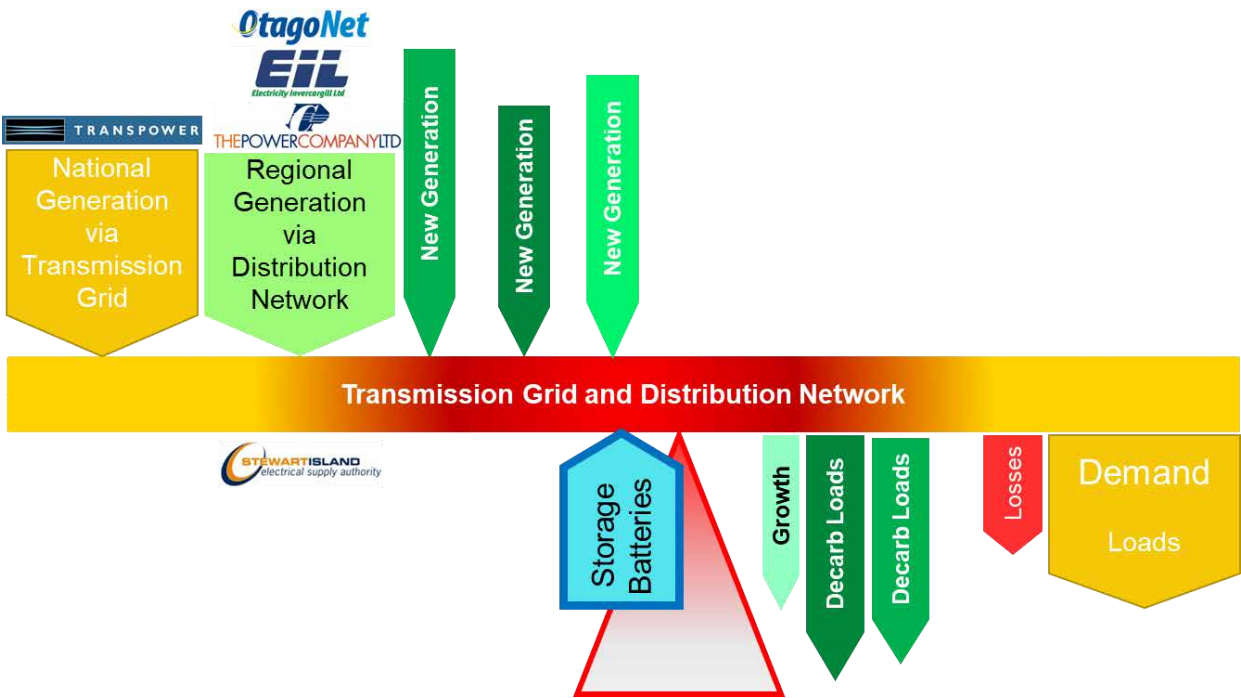 OtagoNet
EIL
Electricity Invercargill Ltd
TRANSPOWER
THEPOWERCOMPANYLTD
National
Generation
via
Transmission
Grid
Regional
Generation
via
Distribution
Network
New Generation
New Generation
New Generation
Transmission Grid and Distribution Network
STEWARTISLAND
electrical supply authority
Storage
Batteries
Growth
Decarb Loads
Decarb Loads
Losses
Demand
Loads